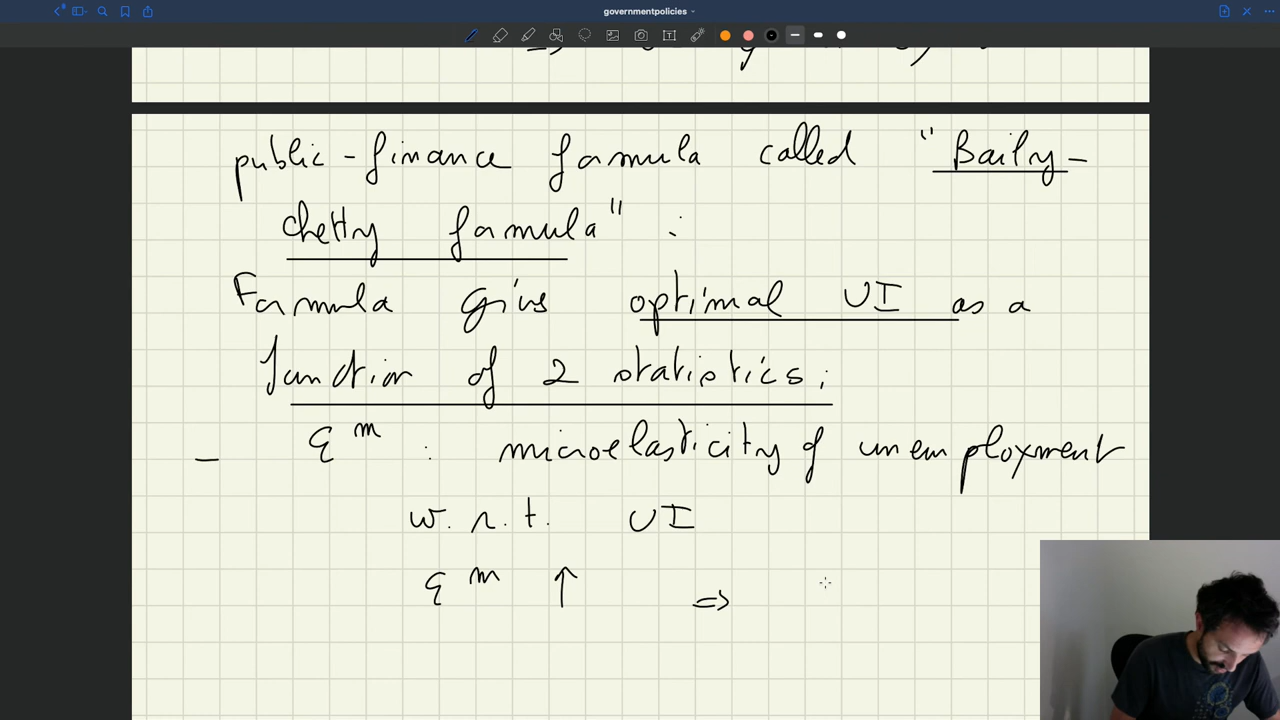 governmentpolicies
public-finance formula called "Baily-
Chetty formula" :
Formula gives optimal UI as a
function of 2 statistics:
- ε^m : microelasticity of unemployment
w.r.t. UI
ε^m ↑ ⇒